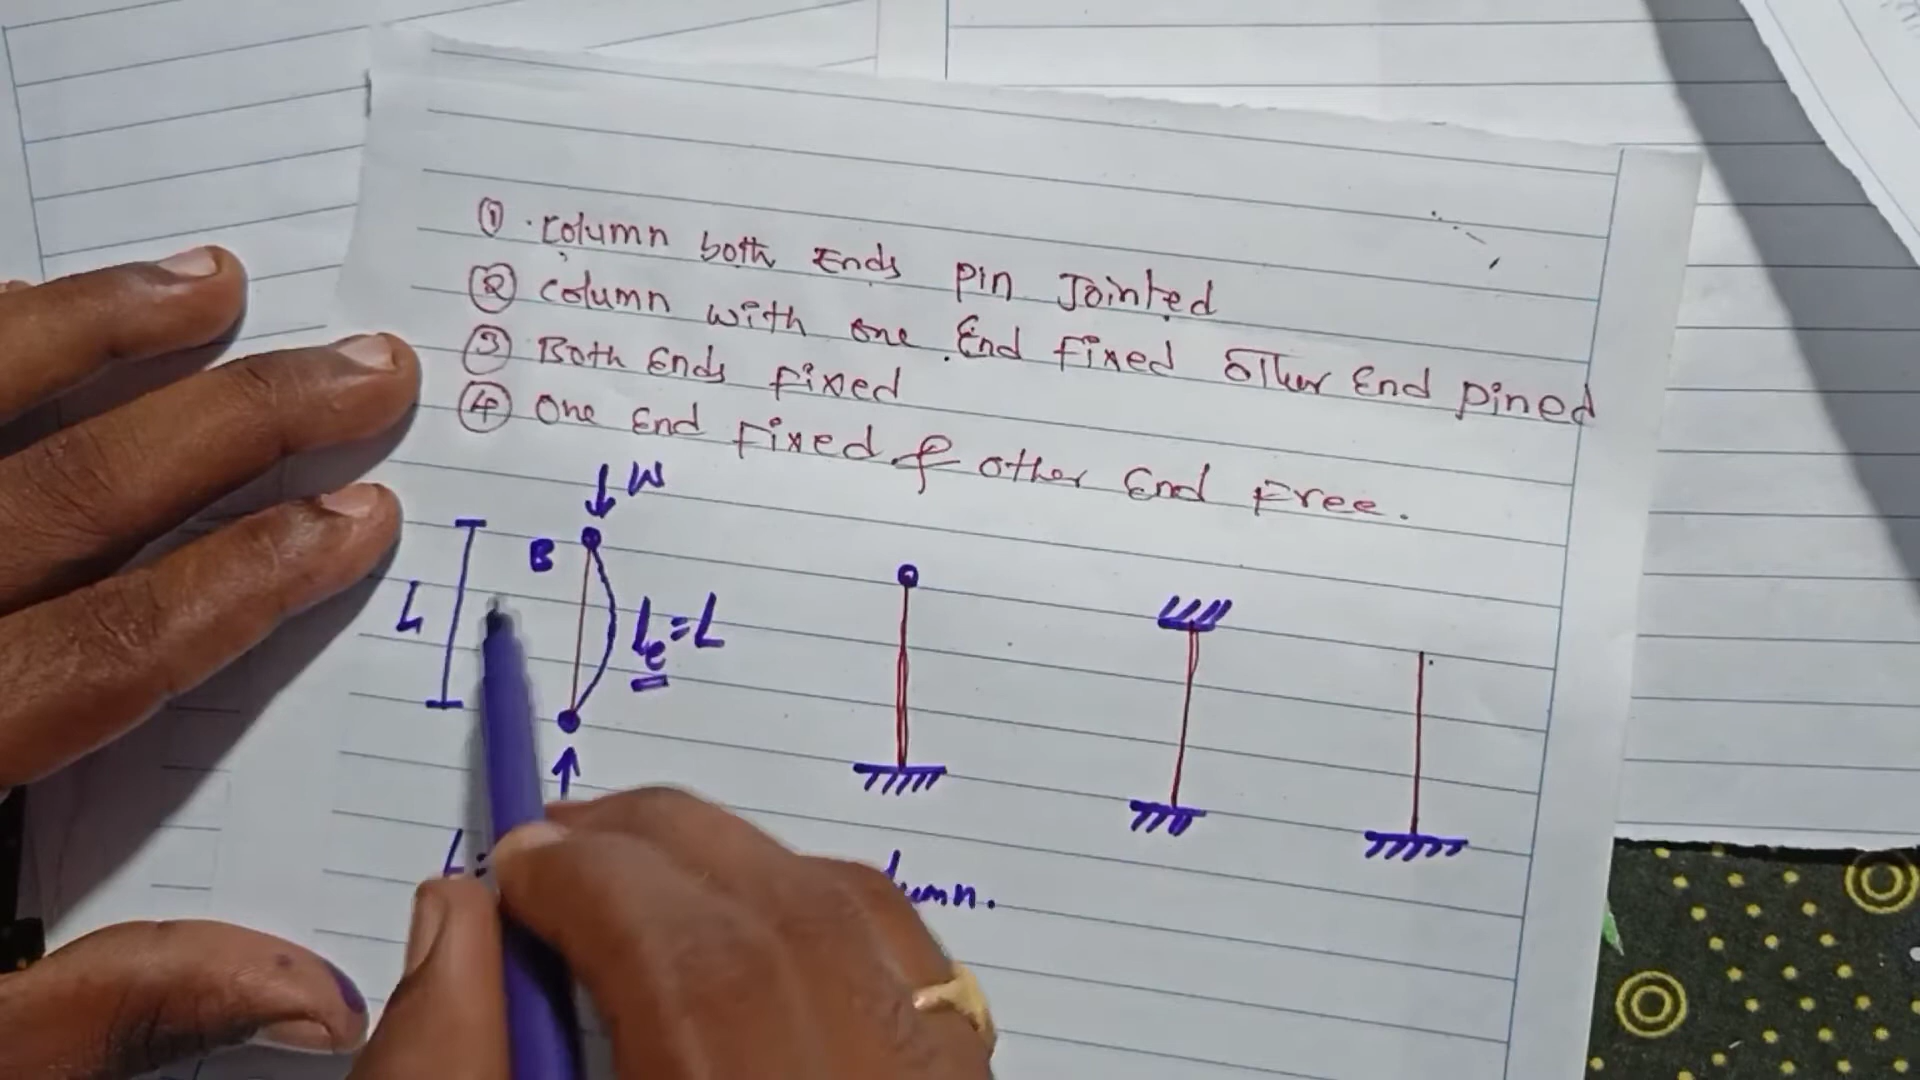 ① column both Ends Pin Jointed
② column with one End fixed other End pined
③ Both Ends fixed
④ One End Fixed & other End Free.
W
B
L
Le=L
L=